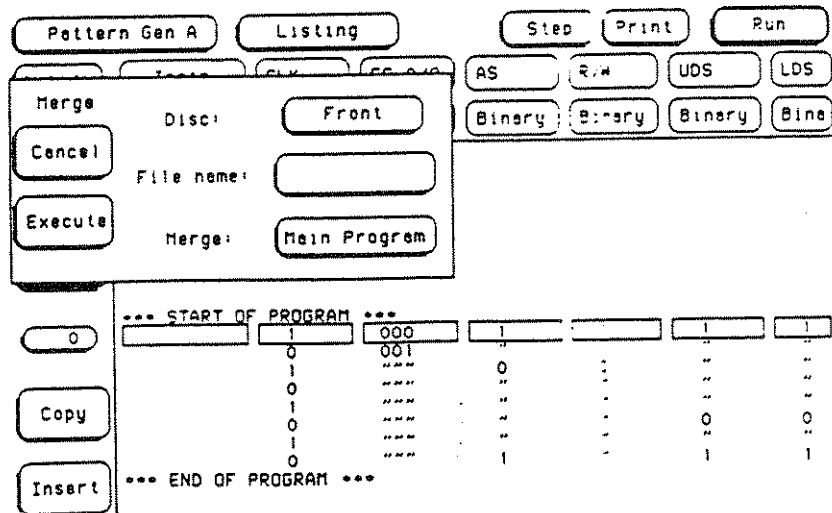 Pattern Gen A Listing Step Print Run
AS R/W UDS LDS
Merge Disc: Front Binary Binary Binary Bina
Cancel
File name:
Execute
Merge: Main Program
*** START OF PROGRAM ***
0 1 000 1 1 1
0 001 " " "
1 """ 0 " " "
0 """ " " " "
1 """ " " " "
0 """ " " 0 0
1 """ " " " "
0 """ 1 1 1
Copy
*** END OF PROGRAM ***
Insert